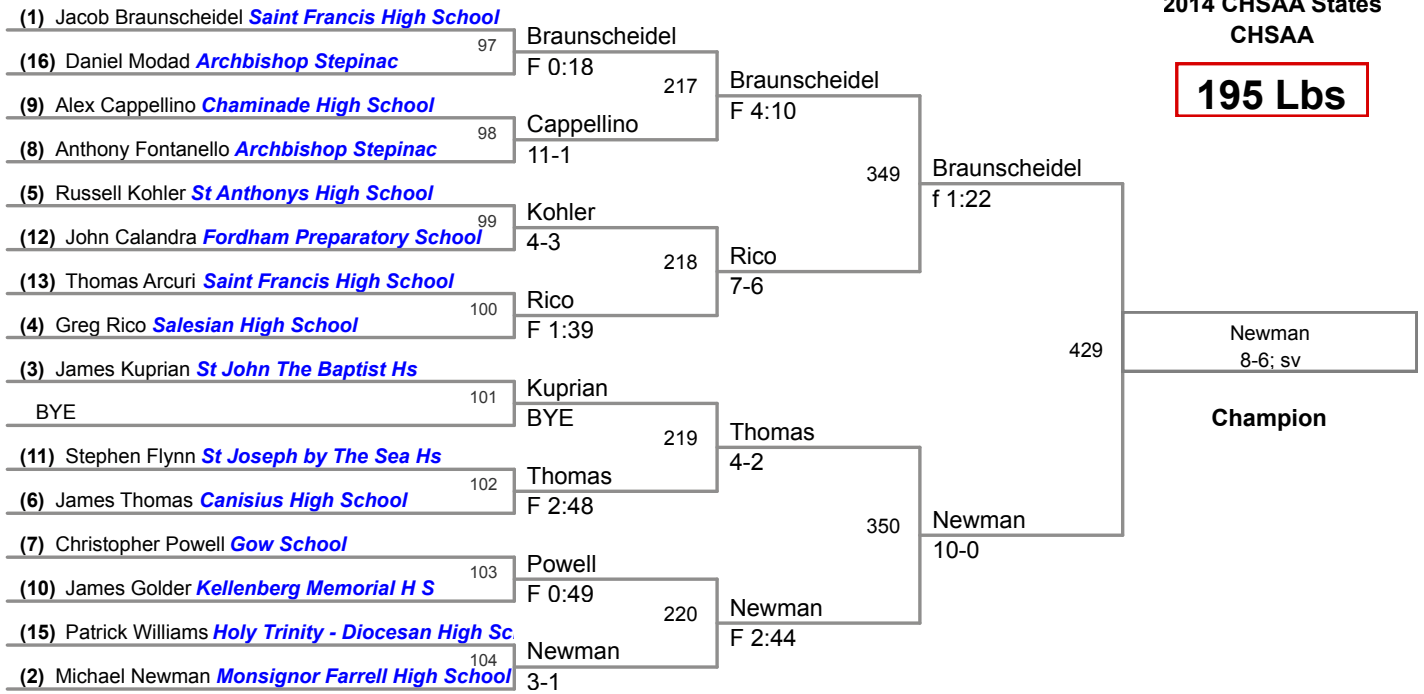 2014 CHSAA States
CHSAA
195 Lbs
(1) Jacob Braunscheidel Saint Francis High School
97
(16) Daniel Modad Archbishop Stepinac
Braunscheidel
F 0:18
(9) Alex Cappellino Chaminade High School
98
(8) Anthony Fontanello Archbishop Stepinac
Cappellino
11-1
217
Braunscheidel
F 4:10
(5) Russell Kohler St Anthonys High School
99
(12) John Calandra Fordham Preparatory School
Kohler
4-3
(13) Thomas Arcuri Saint Francis High School
100
(4) Greg Rico Salesian High School
Rico
F 1:39
218
Rico
7-6
349
Braunscheidel
f 1:22
(3) James Kuprian St John The Baptist Hs
101
BYE
Kuprian
BYE
(11) Stephen Flynn St Joseph by The Sea Hs
102
(6) James Thomas Canisius High School
Thomas
F 2:48
219
Thomas
4-2
(7) Christopher Powell Gow School
103
(10) James Golder Kellenberg Memorial H S
Powell
F 0:49
(15) Patrick Williams Holy Trinity - Diocesan High Sc
104
(2) Michael Newman Monsignor Farrell High School
Newman
3-1
220
Newman
F 2:44
350
Newman
10-0
429
Newman
8-6; sv
Champion